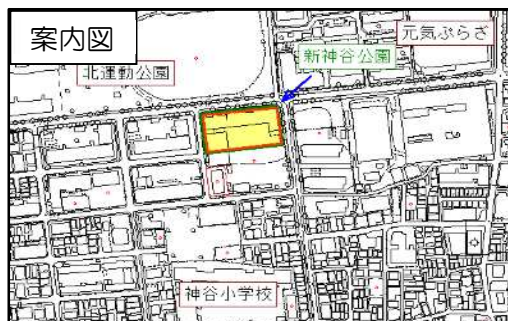 案内図
元気ぷらざ
新神谷公園
北運動公園
神谷小学校